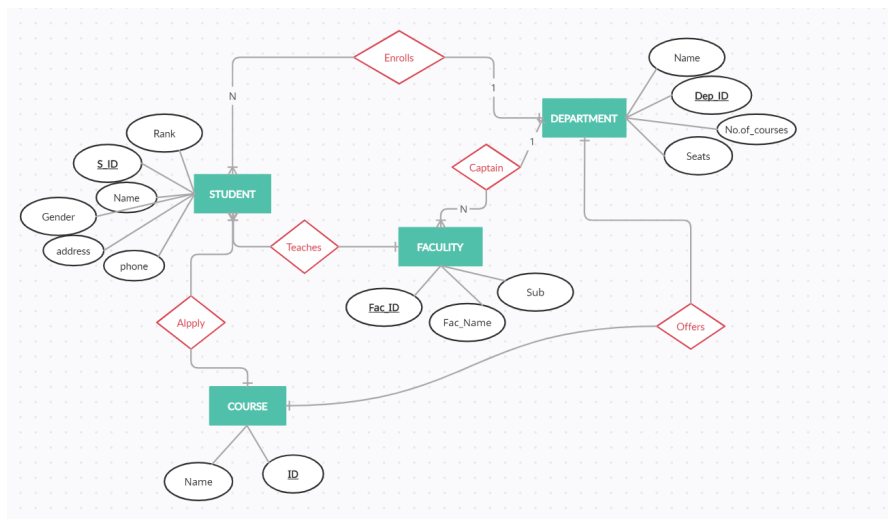 Enrolls
Name
Dep_ID
1
N
DEPARTMENT
No.of_courses
Rank
1
Seats
S_ID
Captain
Name
STUDENT
N
Gender
address
Teaches
FACULITY
phone
Sub
Fac_ID
Fac_Name
Alpply
Offers
COURSE
Name
ID